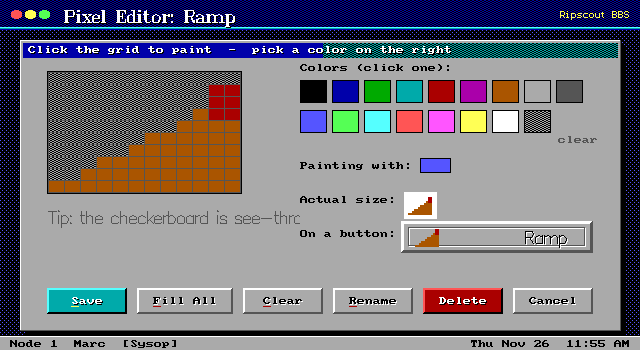 Pixel Editor: Ramp
Ripscout BBS
Click the grid to paint - pick a color on the right
Colors (click one):
clear
Painting with:
Actual size:
Tip: the checkerboard is see-thro
On a button:
Ramp
Save
Fill All
Clear
Rename
Delete
Cancel
Node 1 Marc [Sysop]
Thu Nov 26 11:55 AM